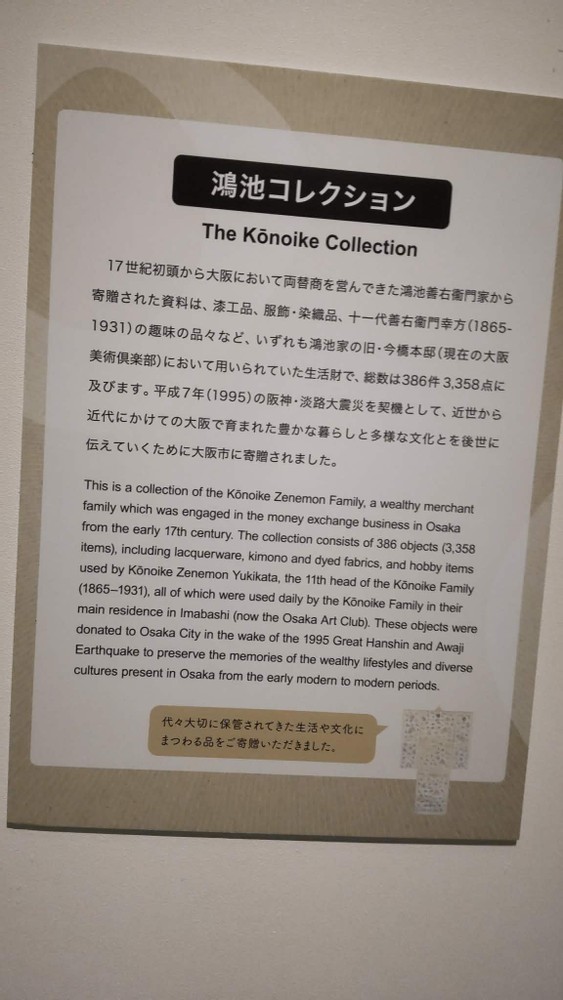 鴻池コレクション
The Kōnoike Collection
17世紀初頭から大阪において両替商を営んできた鴻池善右衞門家から
寄贈された資料は、漆工品、服飾・染織品、十一代善右衞門幸方（1865-
1931）の趣味の品々など、いずれも鴻池家の旧・今橋本邸（現在の大阪
美術倶楽部）において用いられていた生活財で、総数は386件3,358点に
及びます。平成7年（1995）の阪神・淡路大震災を契機として、近世から
近代にかけての大阪で育まれた豊かな暮らしと多様な文化とを後世に
伝えていくために大阪市に寄贈されました。
This is a collection of the Kōnoike Zenemon Family, a wealthy merchant
family which was engaged in the money exchange business in Osaka
from the early 17th century. The collection consists of 386 objects (3,358
items), including lacquerware, kimono and dyed fabrics, and hobby items
used by Kōnoike Zenemon Yukikata, the 11th head of the Kōnoike Family
(1865–1931), all of which were used daily by the Kōnoike Family in their
main residence in Imabashi (now the Osaka Art Club). These objects were
donated to Osaka City in the wake of the 1995 Great Hanshin and Awaji
Earthquake to preserve the memories of the wealthy lifestyles and diverse
cultures present in Osaka from the early modern to modern periods.
代々大切に保管されてきた生活や文化に
まつわる品をご寄贈いただきました。